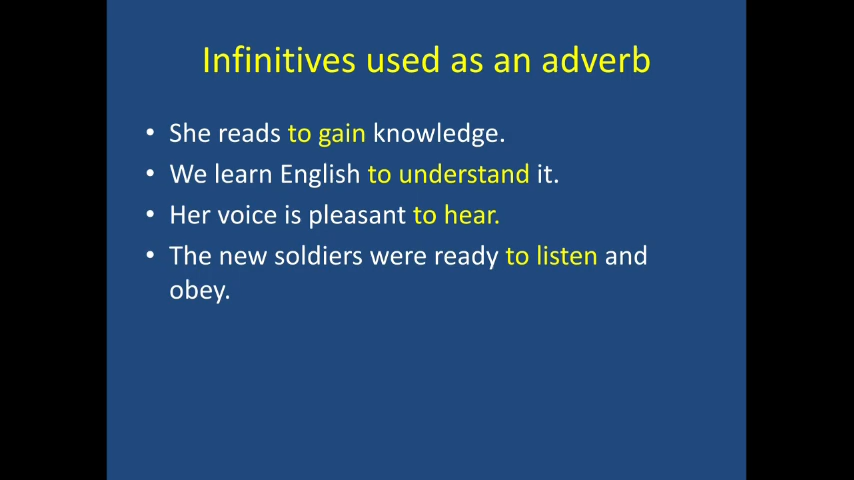 Infinitives used as an adverb
• She reads to gain knowledge.
• We learn English to understand it.
• Her voice is pleasant to hear.
• The new soldiers were ready to listen and
obey.